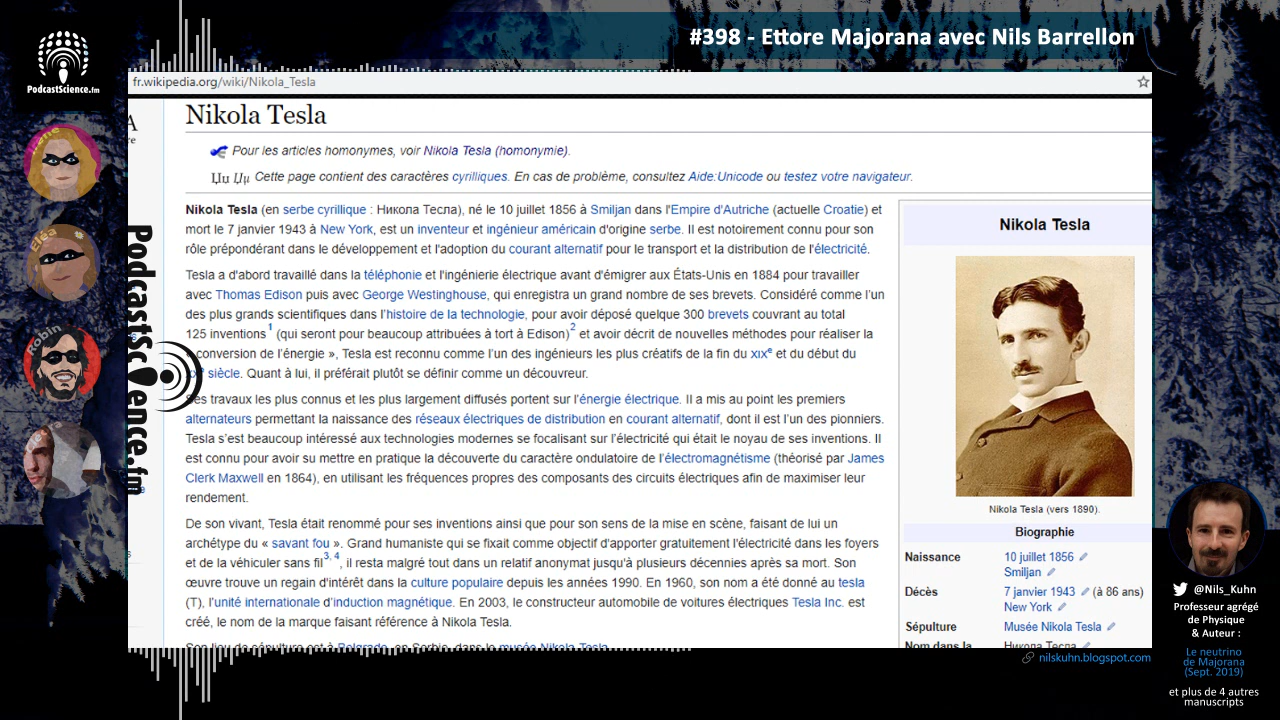 #398 - Ettore Majorana avec Nils Barrellon
PodcastScience.fm
fr.wikipedia.org/wiki/Nikola_Tesla
Nikola Tesla
Pour les articles homonymes, voir Nikola Tesla (homonymie).
Cette page contient des caractères cyrilliques. En cas de problème, consultez Aide:Unicode ou testez votre navigateur.
Nikola Tesla (en serbe cyrillique : Никола Тесла), né le 10 juillet 1856 à Smiljan dans l'Empire d'Autriche (actuelle Croatie) et
mort le 7 janvier 1943 à New York, est un inventeur et ingénieur américain d'origine serbe. Il est notoirement connu pour son
rôle prépondérant dans le développement et l'adoption du courant alternatif pour le transport et la distribution de l'électricité.
Tesla a d'abord travaillé dans la téléphonie et l'ingénierie électrique avant d'émigrer aux États-Unis en 1884 pour travailler
avec Thomas Edison puis avec George Westinghouse, qui enregistra un grand nombre de ses brevets. Considéré comme l'un
des plus grands scientifiques dans l'histoire de la technologie, pour avoir déposé quelque 300 brevets couvrant au total
125 inventions1 (qui seront pour beaucoup attribuées à tort à Edison)2 et avoir décrit de nouvelles méthodes pour réaliser la
« conversion de l'énergie », Tesla est reconnu comme l'un des ingénieurs les plus créatifs de la fin du XIXe et du début du
siècle. Quant à lui, il préférait plutôt se définir comme un découvreur.
Ses travaux les plus connus et les plus largement diffusés portent sur l'énergie électrique. Il a mis au point les premiers
alternateurs permettant la naissance des réseaux électriques de distribution en courant alternatif, dont il est l'un des pionniers.
Tesla s'est beaucoup intéressé aux technologies modernes se focalisant sur l'électricité qui était le noyau de ses inventions. Il
est connu pour avoir su mettre en pratique la découverte du caractère ondulatoire de l'électromagnétisme (théorisé par James
Clerk Maxwell en 1864), en utilisant les fréquences propres des composants des circuits électriques afin de maximiser leur
rendement.
De son vivant, Tesla était renommé pour ses inventions ainsi que pour son sens de la mise en scène, faisant de lui un
archétype du « savant fou ». Grand humaniste qui se fixait comme objectif d'apporter gratuitement l'électricité dans les foyers
et de la véhiculer sans fil3, 4, il resta malgré tout dans un relatif anonymat jusqu'à plusieurs décennies après sa mort. Son
œuvre trouve un regain d'intérêt dans la culture populaire depuis les années 1990. En 1960, son nom a été donné au tesla
(T), l'unité internationale d'induction magnétique. En 2003, le constructeur automobile de voitures électriques Tesla Inc. est
créé, le nom de la marque faisant référence à Nikola Tesla.
Son lieu de sépulture est à Belgrade, en Serbie, dans le musée Nikola Tesla.
Nikola Tesla
Nikola Tesla (vers 1890).
Biographie
Naissance 10 juillet 1856
Smiljan
Décès 7 janvier 1943 (à 86 ans)
New York
Sépulture Musée Nikola Tesla
Nom dans la Никола Тесла
Robin
PodcastScience.fm
nilskuhn.blogspot.com
@Nils_Kuhn
Professeur agrégé
de Physique
& Auteur :
Le neutrino
de Majorana
(Sept. 2019)
et plus de 4 autres
manuscripts